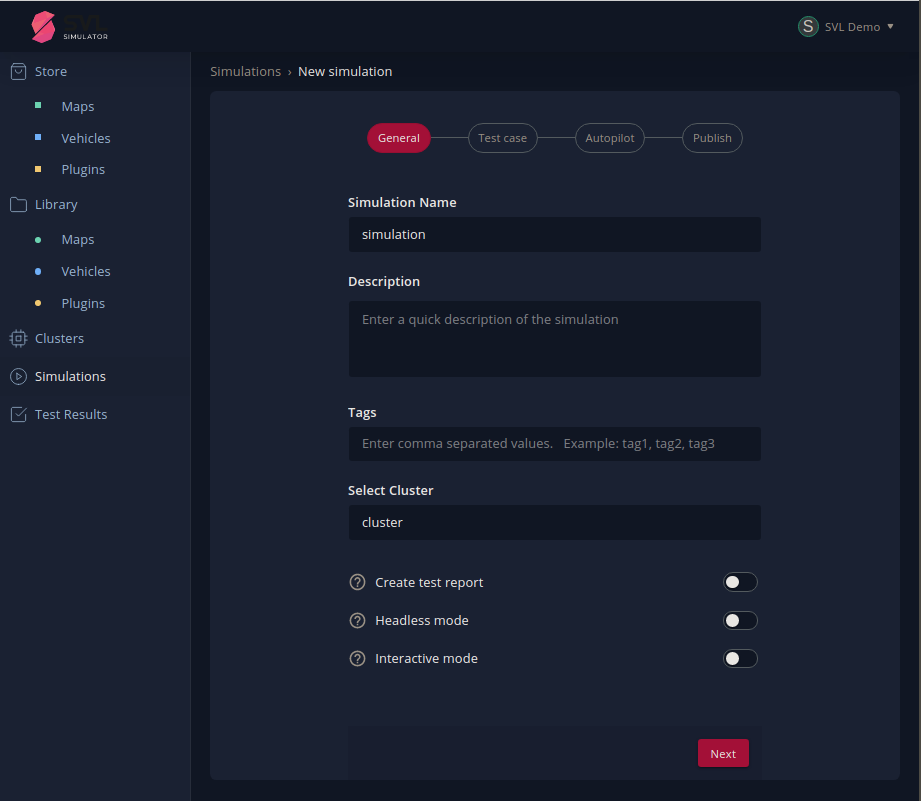 SVL
SIMULATOR
S SVL Demo
Store
Maps
Vehicles
Plugins
Library
Maps
Vehicles
Plugins
Clusters
Simulations
Test Results
Simulations › New simulation
General
Test case
Autopilot
Publish
Simulation Name
simulation
Description
Enter a quick description of the simulation
Tags
Enter comma separated values. Example: tag1, tag2, tag3
Select Cluster
cluster
? Create test report
? Headless mode
? Interactive mode
Next